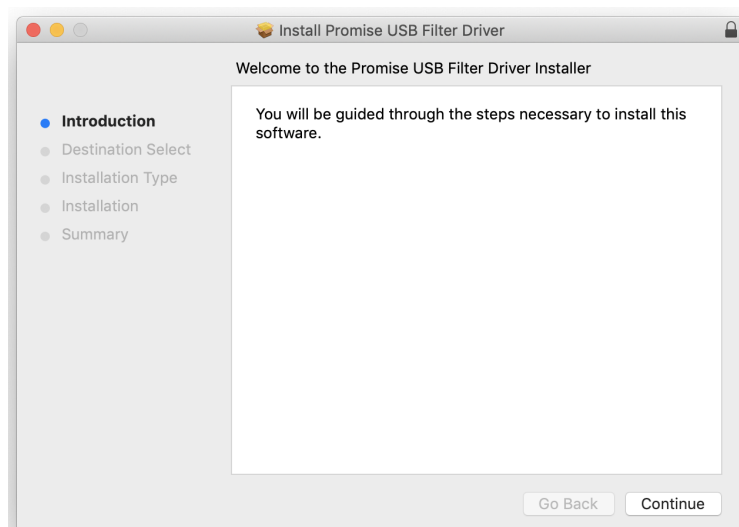 Install Promise USB Filter Driver
Welcome to the Promise USB Filter Driver Installer
Introduction
Destination Select
Installation Type
Installation
Summary
You will be guided through the steps necessary to install this
software.
Go Back
Continue